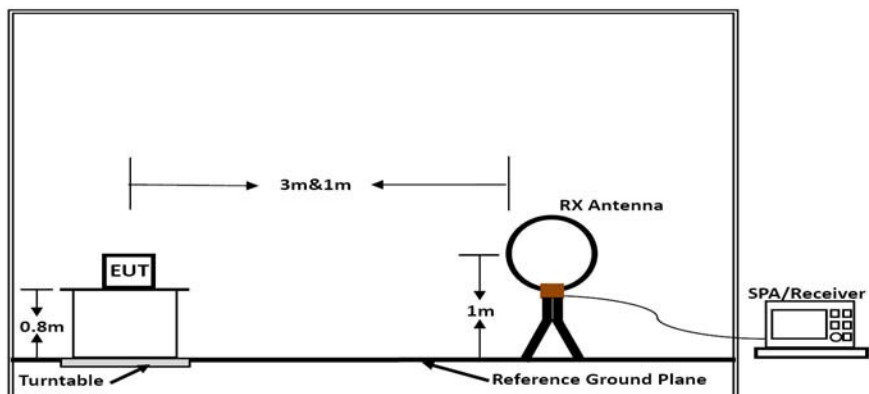 3m&1m
RX Antenna
EUT
SPA/Receiver
0.8m
1m
Turntable
Reference Ground Plane